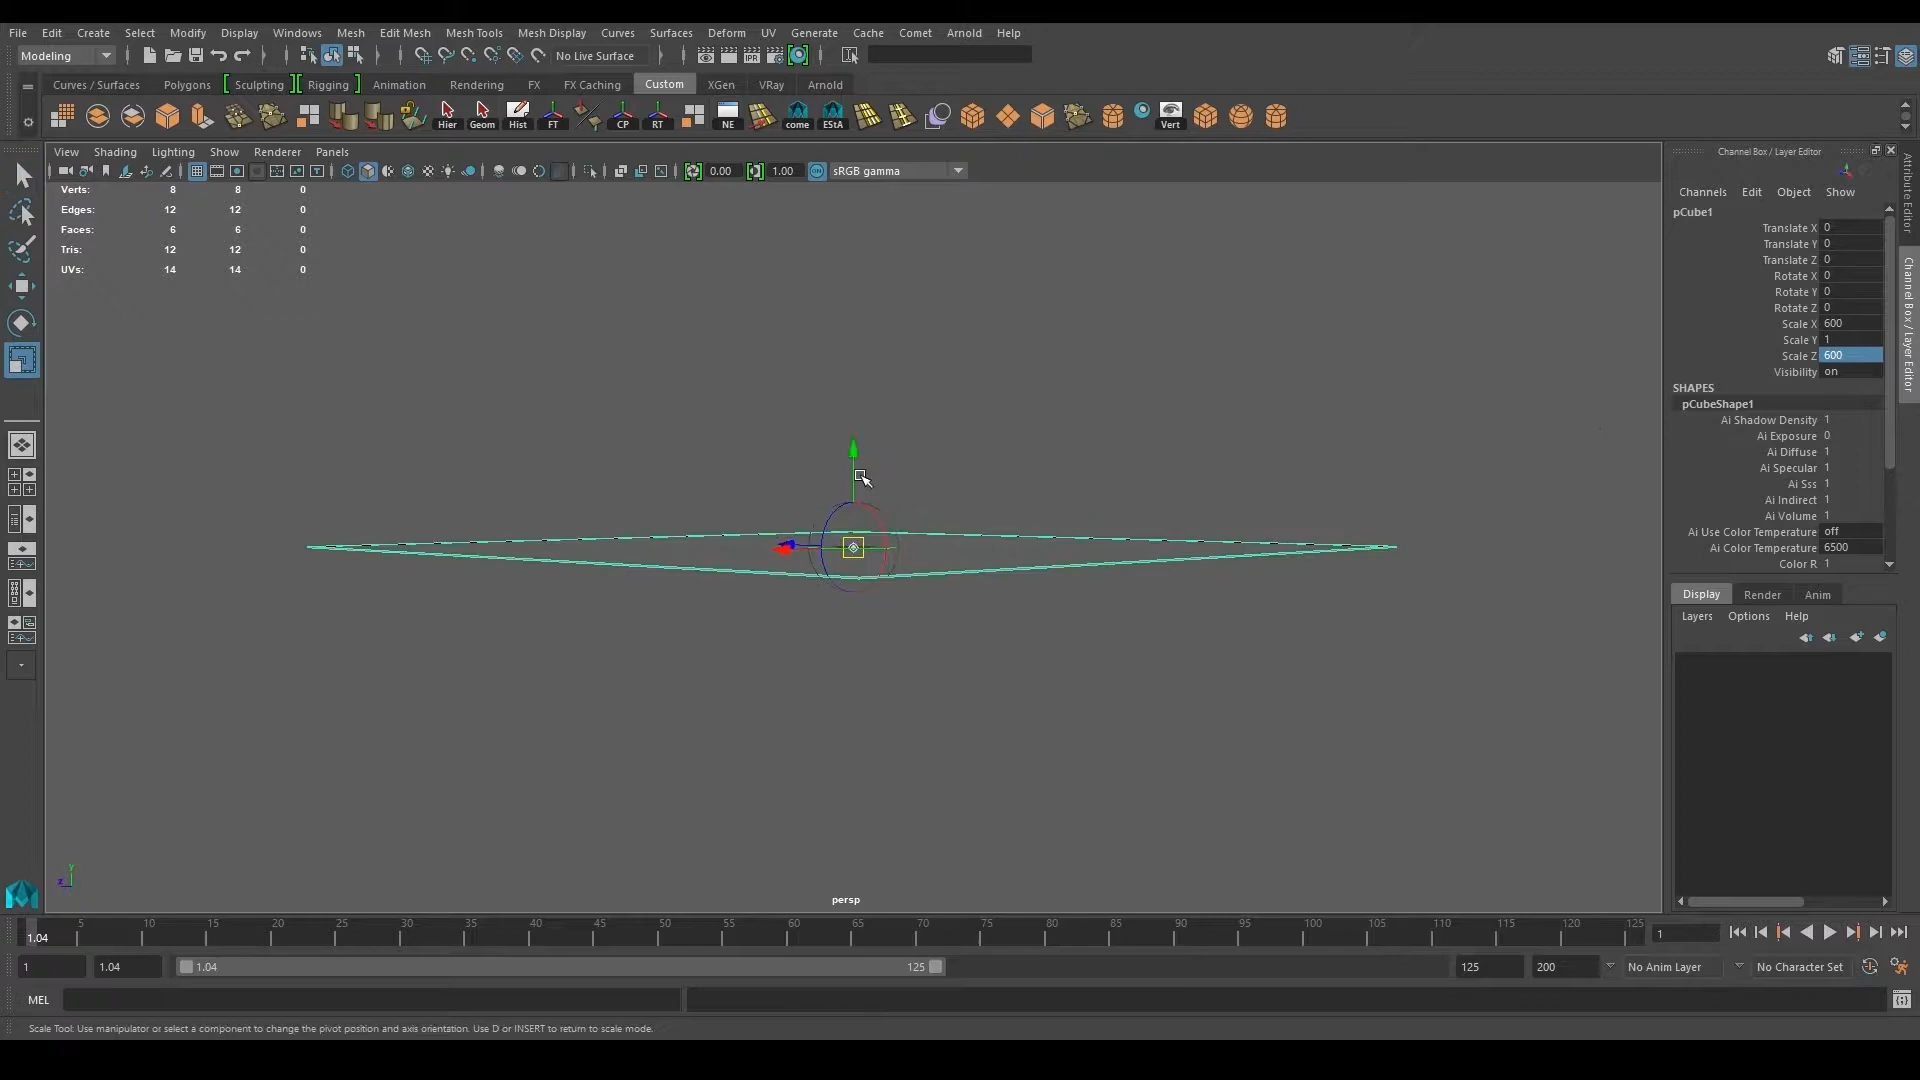 File Edit Create Select Modify Display Windows Mesh Edit Mesh Mesh Tools Mesh Display Curves Surfaces Deform UV Generate Cache Comet Arnold Help
Modeling No Live Surface
Curves / Surfaces Polygons Sculpting Rigging Animation Rendering FX FX Caching Custom XGen VRay Arnold
Hier Geom Hist FT CP RT NE come EStA Vert
View Shading Lighting Show Renderer Panels
0.00 1.00 sRGB gamma
Verts: 8 8 0
Edges: 12 12 0
Faces: 6 6 0
Tris: 12 12 0
UVs: 14 14 0
persp
y
z
Channel Box / Layer Editor
Channels Edit Object Show
pCube1
Translate X 0
Translate Y 0
Translate Z 0
Rotate X 0
Rotate Y 0
Rotate Z 0
Scale X 600
Scale Y 1
Scale Z 600
Visibility on
SHAPES
pCubeShape1
Ai Shadow Density 1
Ai Exposure 0
Ai Diffuse 1
Ai Specular 1
Ai Sss 1
Ai Indirect 1
Ai Volume 1
Ai Use Color Temperature off
Ai Color Temperature 6500
Color R 1
Display Render Anim
Layers Options Help
Attribute Editor
Channel Box / Layer Editor
5 10 15 20 25 30 35 40 45 50 55 60 65 70 75 80 85 90 95 100 105 110 115 120 125
1.04 1
1 1.04 1.04 125 125 200 No Anim Layer No Character Set
MEL
Scale Tool: Use manipulator or select a component to change the pivot position and axis orientation. Use D or INSERT to return to scale mode.